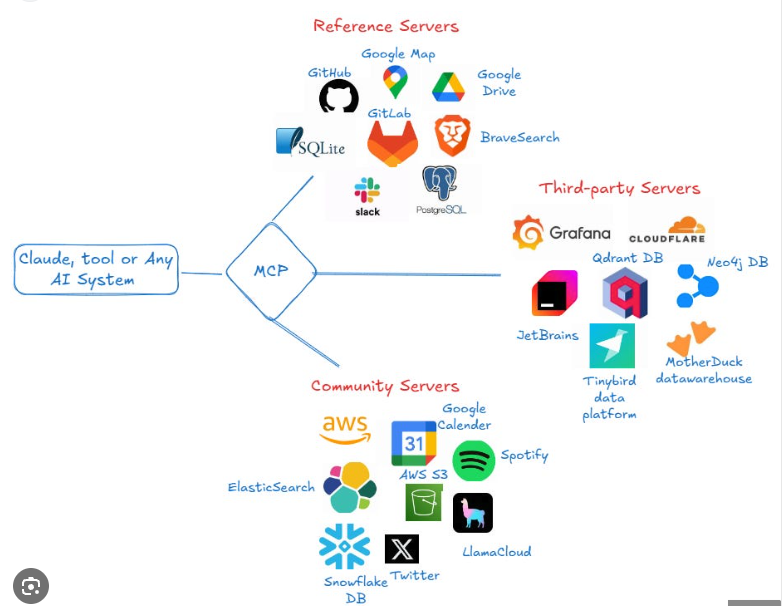 Reference Servers
Google Map
GitHub
Google
Drive
GitLab
SQLite
BraveSearch
slack
PostgreSQL
Third-party Servers
Grafana
CLOUDFLARE
Claude, tool or Any
AI System
MCP
Qdrant DB
Neo4j DB
JetBrains
MotherDuck
datawarehouse
Tinybird
data
platform
Community Servers
aws
Google
Calender
31
Spotify
AWS S3
ElasticSearch
LlamaCloud
Snowflake
DB
Twitter